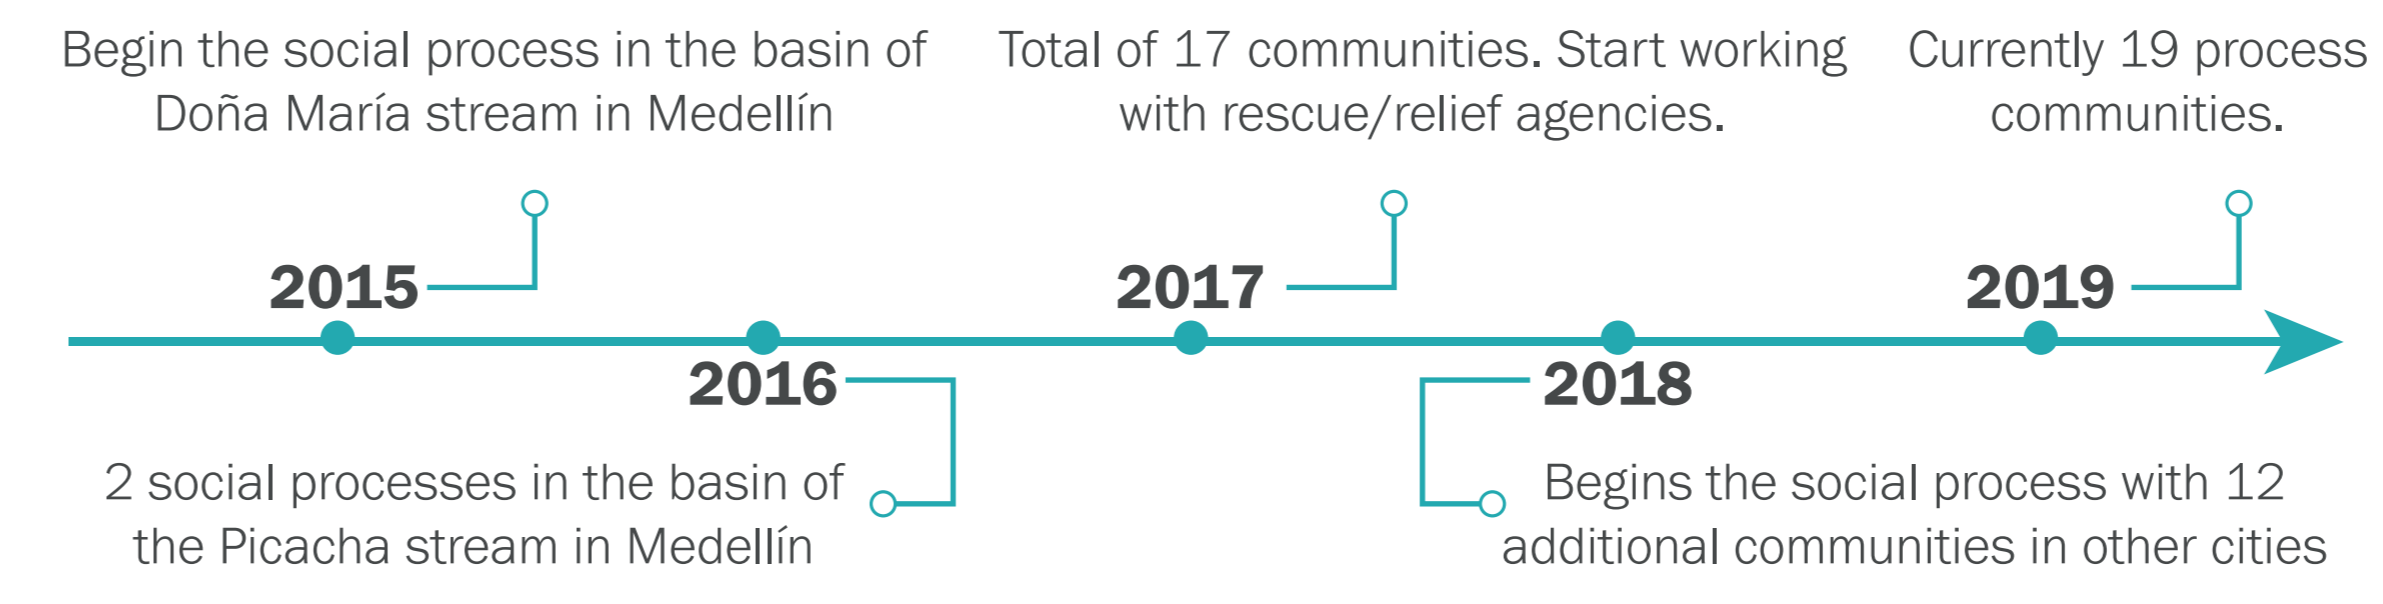 Begin the social process in the basin of
Doña María stream in Medellín
Total of 17 communities. Start working
with rescue/relief agencies.
Currently 19 process
communities.
2015
2017
2019
2016
2018
2 social processes in the basin of
the Picacha stream in Medellín
Begins the social process with 12
additional communities in other cities